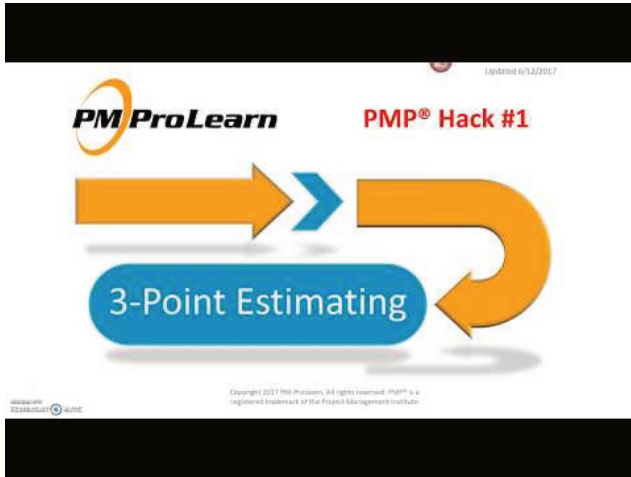 Updated 6/12/2017
PM ProLearn
PMP® Hack #1
3-Point Estimating
Copyright 2017 PM-ProLearn. All rights reserved. PMP® is a
registered trademark of the Project Management Institute